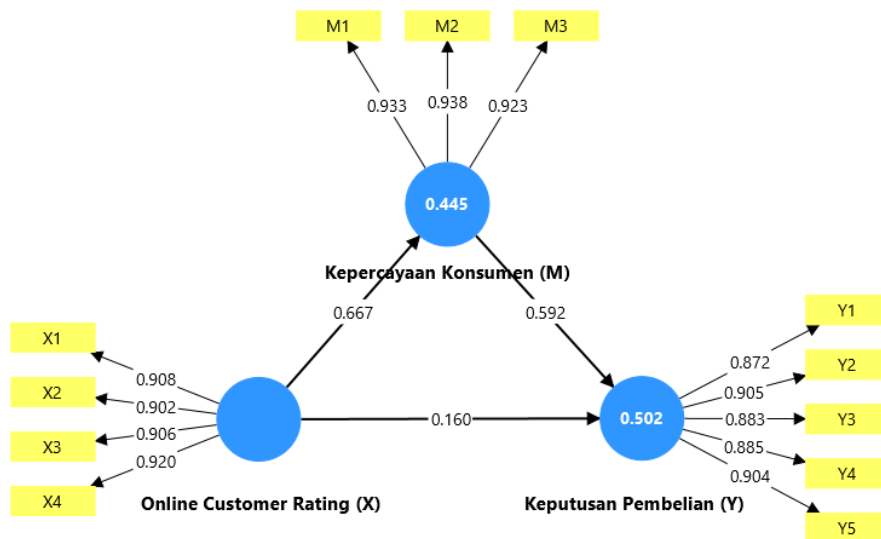 M1 M2 M3
0.933 0.938 0.923
0.445
Kepercayaan Konsumen (M)
0.667 0.592
X1
X2
X3
X4
0.908
0.902
0.906
0.920
0.160
0.502
0.872
0.905
0.883
0.885
0.904
Y1
Y2
Y3
Y4
Y5
Online Customer Rating (X)
Keputusan Pembelian (Y)